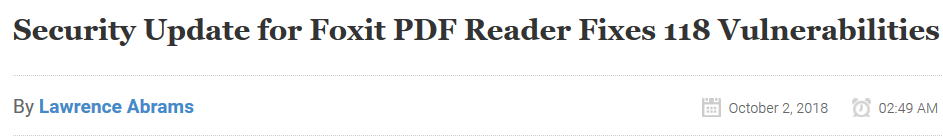 Security Update for Foxit PDF Reader Fixes 118 Vulnerabilities
By Lawrence Abrams October 2, 2018 02:49 AM